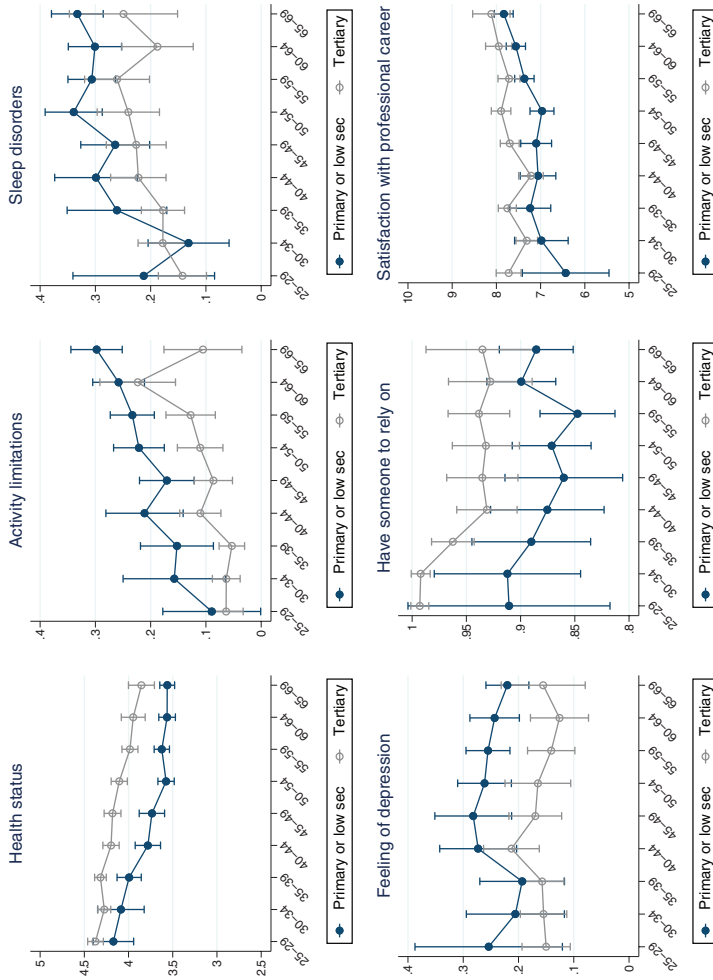 Health status
5
4.5
4
3.5
3
2.5
25−29 30−34 35−39 40−44 45−49 50−54 55−59 60−64 65−69
Primary or low sec Tertiary
Activity limitations
.4
.3
.2
.1
0
25−29 30−34 35−39 40−44 45−49 50−54 55−59 60−64 65−69
Primary or low sec Tertiary
Sleep disorders
.4
.3
.2
.1
0
25−29 30−34 35−39 40−44 45−49 50−54 55−59 60−64 65−69
Primary or low sec Tertiary
Feeling of depression
.4
.3
.2
.1
25−29 30−34 35−39 40−44 45−49 50−54 55−59 60−64 65−69
Primary or low sec Tertiary
Have someone to rely on
1
.95
.9
.85
.8
25−29 30−34 35−39 40−44 45−49 50−54 55−59 60−64 65−69
Primary or low sec Tertiary
Satisfaction with professional career
10
9
8
7
6
5
25−29 30−34 35−39 40−44 45−49 50−54 55−59 60−64 65−69
Primary or low sec Tertiary